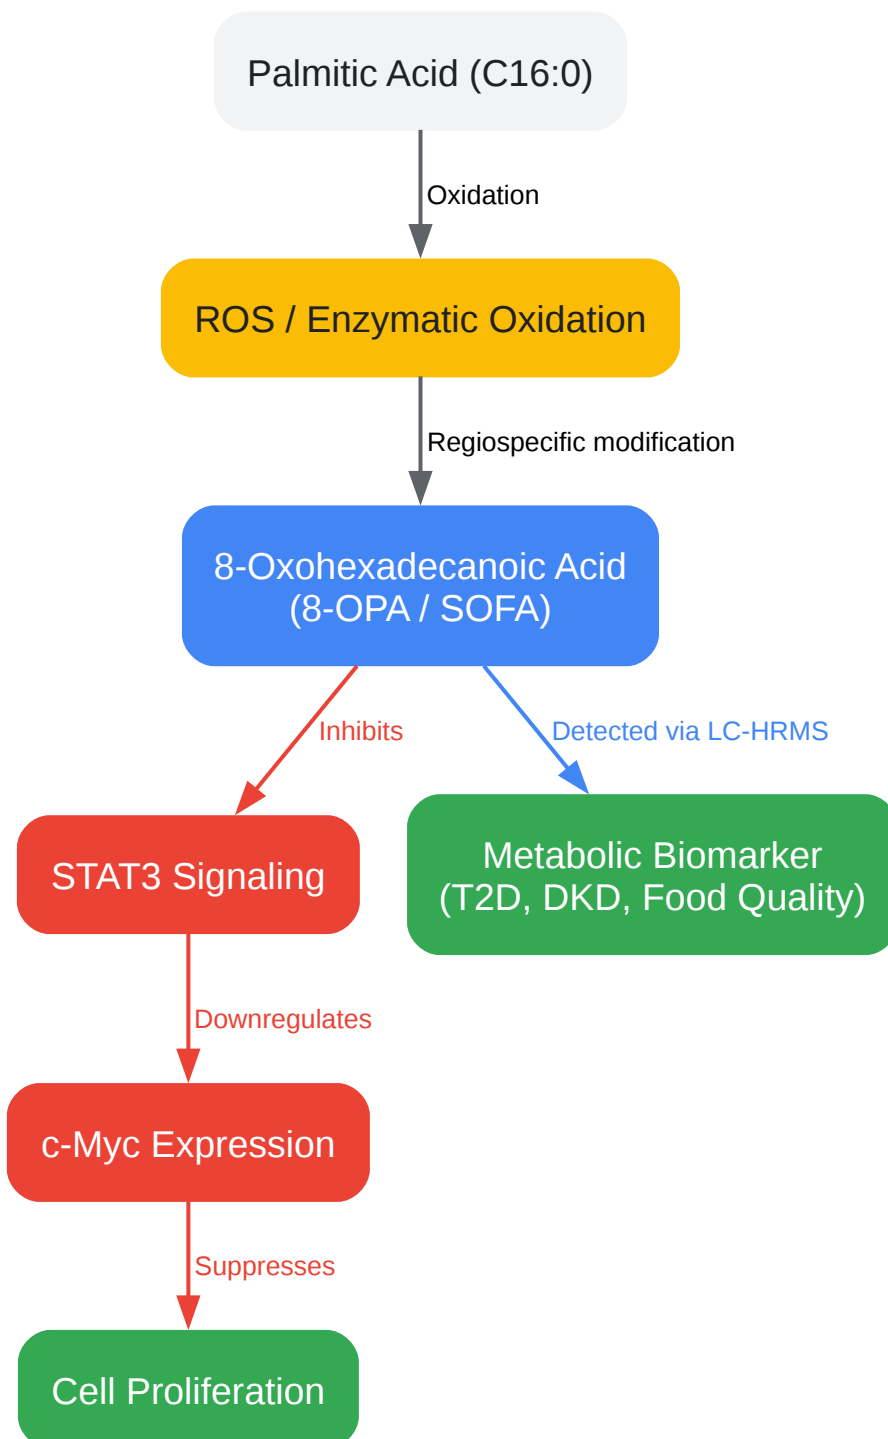 Palmitic Acid (C16:0)
Oxidation
ROS / Enzymatic Oxidation
Regiospecific modification
8-Oxohexadecanoic Acid
(8-OPA / SOFA)
Inhibits
Detected via LC-HRMS
STAT3 Signaling
Metabolic Biomarker
(T2D, DKD, Food Quality)
Downregulates
c-Myc Expression
Suppresses
Cell Proliferation